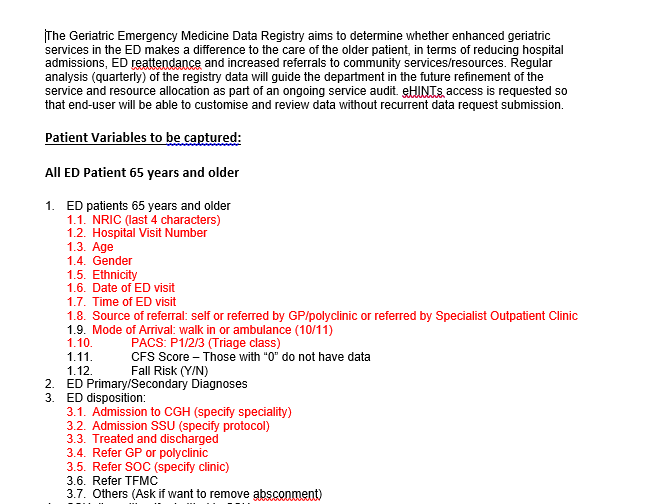 The Geriatric Emergency Medicine Data Registry aims to determine whether enhanced geriatric
services in the ED makes a difference to the care of the older patient, in terms of reducing hospital
admissions, ED reattendance and increased referrals to community services/resources. Regular
analysis (quarterly) of the registry data will guide the department in the future refinement of the
service and resource allocation as part of an ongoing service audit. eHINTs access is requested so
that end-user will be able to customise and review data without recurrent data request submission.
Patient Variables to be captured:
All ED Patient 65 years and older
1. ED patients 65 years and older
1.1. NRIC (last 4 characters)
1.2. Hospital Visit Number
1.3. Age
1.4. Gender
1.5. Ethnicity
1.6. Date of ED visit
1.7. Time of ED visit
1.8. Source of referral: self or referred by GP/polyclinic or referred by Specialist Outpatient Clinic
1.9. Mode of Arrival: walk in or ambulance (10/11)
1.10. PACS: P1/2/3 (Triage class)
1.11. CFS Score – Those with “0” do not have data
1.12. Fall Risk (Y/N)
2. ED Primary/Secondary Diagnoses
3. ED disposition:
3.1. Admission to CGH (specify speciality)
3.2. Admission SSU (specify protocol)
3.3. Treated and discharged
3.4. Refer GP or polyclinic
3.5. Refer SOC (specify clinic)
3.6. Refer TFMC
3.7. Others (Ask if want to remove absconment)